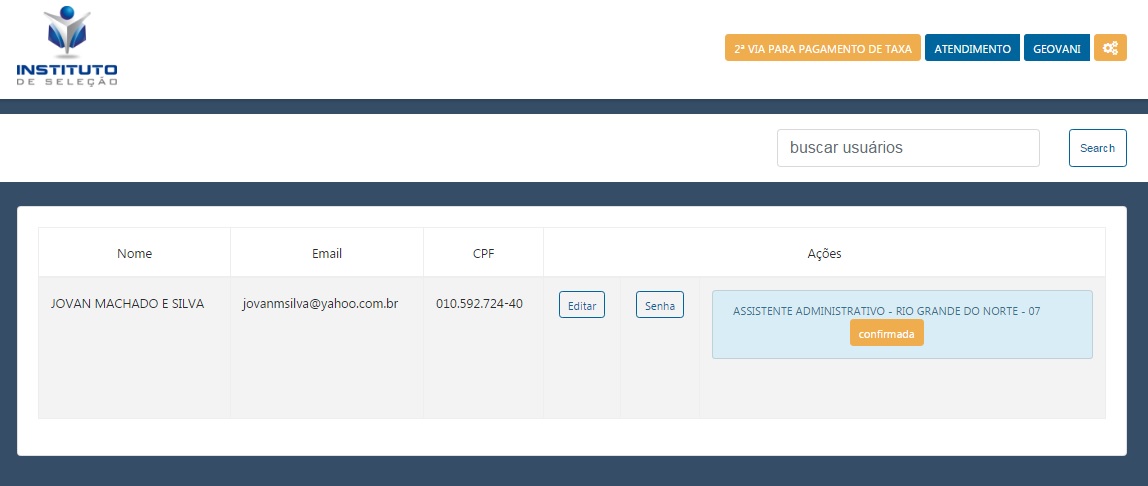 INSTITUTO
DE SELEÇÃO
2ª VIA PARA PAGAMENTO DE TAXA
ATENDIMENTO
GEOVANI
buscar usuários
Search
Nome
Email
CPF
Ações
JOVAN MACHADO E SILVA
jovanmsilva@yahoo.com.br
010.592.724-40
Editar
Senha
ASSISTENTE ADMINISTRATIVO - RIO GRANDE DO NORTE - 07
confirmada